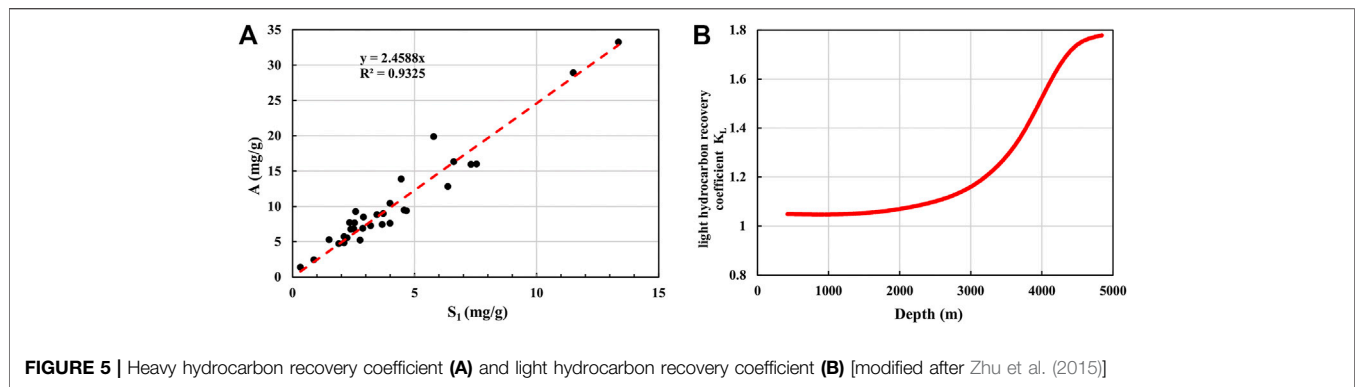 A
y = 2.4588x
R² = 0.9325
35
30
25
20
15
10
5
0
A (mg/g)
0 5 10 15
S₁ (mg/g)
B
1.8
1.6
1.4
1.2
1
0.8
light hydrocarbon recovery
coefficient K_L
0 1000 2000 3000 4000 5000
Depth (m)
FIGURE 5 | Heavy hydrocarbon recovery coefficient (A) and light hydrocarbon recovery coefficient (B) [modified after Zhu et al. (2015)]